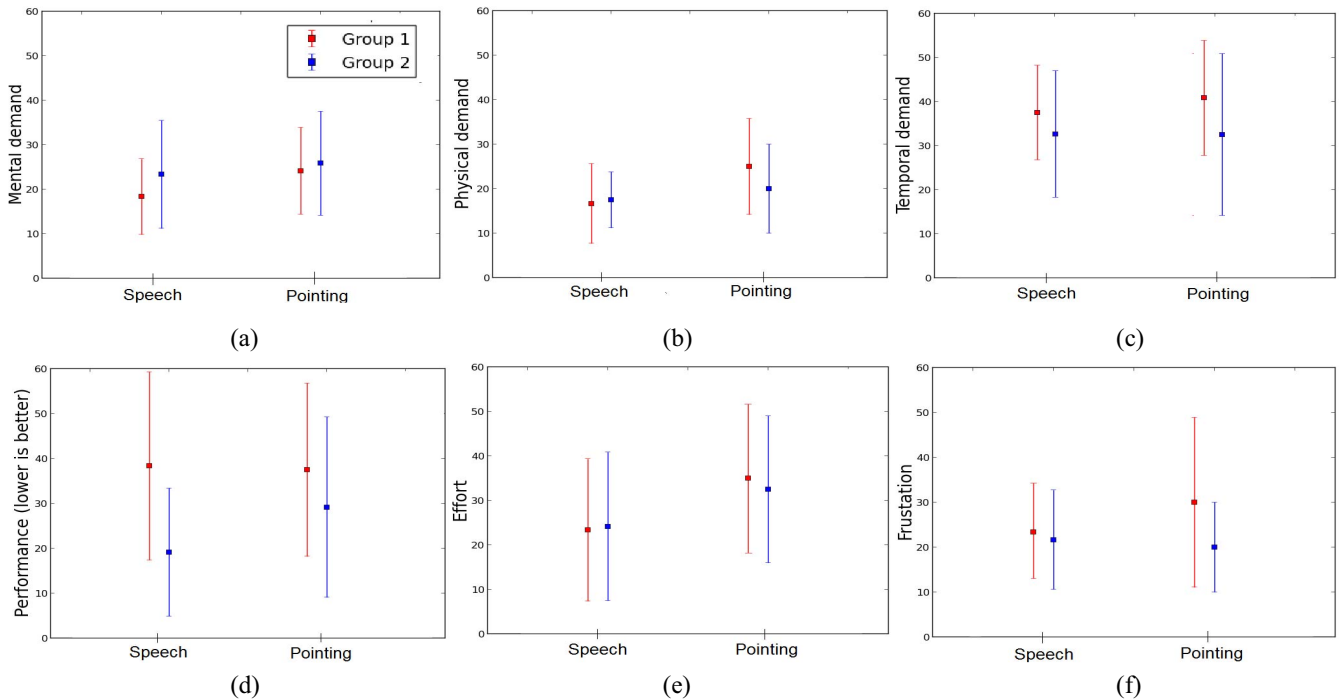 Mental demand
60
50
40
30
20
10
0
Group 1
Group 2
Speech
Pointing
(a)
Physical demand
60
50
40
30
20
10
0
Speech
Pointing
(b)
Temporal demand
60
50
40
30
20
10
0
Speech
Pointing
(c)
Performance (lower is better)
60
50
40
30
20
10
0
Speech
Pointing
(d)
Effort
60
50
40
30
20
10
0
Speech
Pointing
(e)
Frustation
60
50
40
30
20
10
0
Speech
Pointing
(f)